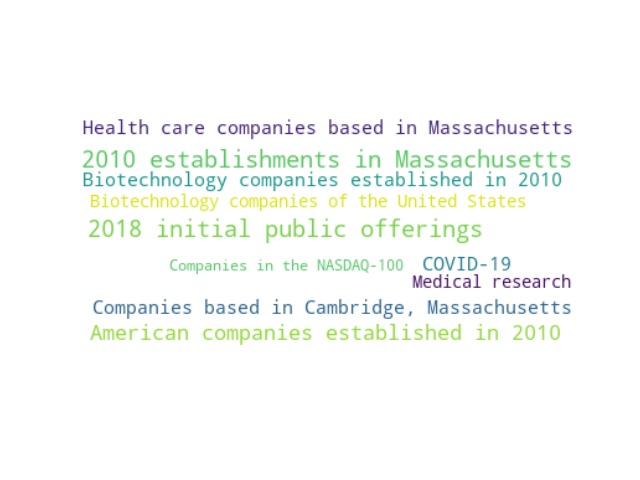 Health care companies based in Massachusetts
2010 establishments in Massachusetts
Biotechnology companies established in 2010
Biotechnology companies of the United States
2018 initial public offerings
Companies in the NASDAQ-100 COVID-19
Medical research
Companies based in Cambridge, Massachusetts
American companies established in 2010